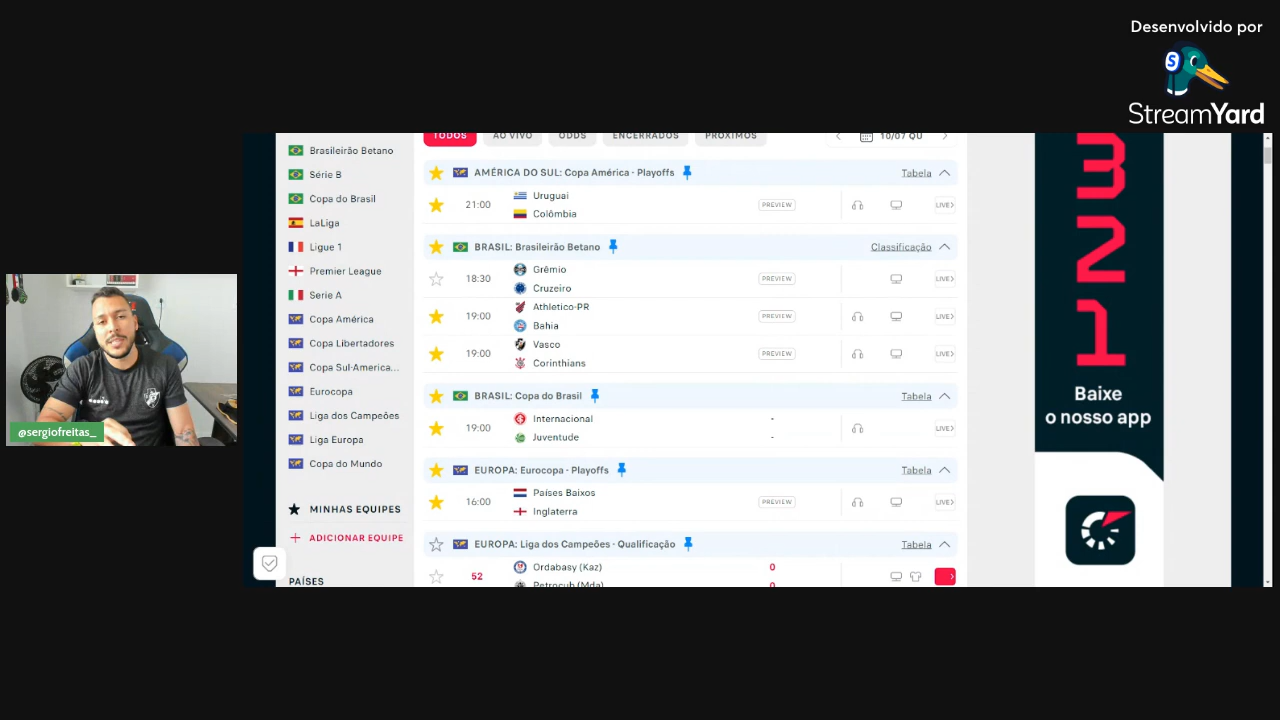 Desenvolvido por
StreamYard
TODOS AO VIVO ODDS ENCERRADOS PRÓXIMOS 10/07 QU
Brasileirão Betano
Série B
Copa do Brasil
LaLiga
Ligue 1
Premier League
Serie A
Copa América
Copa Libertadores
Copa Sul-America...
Eurocopa
Liga dos Campeões
Liga Europa
Copa do Mundo
MINHAS EQUIPES
ADICIONAR EQUIPE
PAÍSES
AMÉRICA DO SUL: Copa América - Playoffs Tabela
21:00 Uruguai PREVIEW LIVE
Colômbia
BRASIL: Brasileirão Betano Classificação
18:30 Grêmio PREVIEW LIVE
Cruzeiro
19:00 Athletico-PR PREVIEW LIVE
Bahia
19:00 Vasco PREVIEW LIVE
Corinthians
BRASIL: Copa do Brasil Tabela
19:00 Internacional - LIVE
Juventude -
EUROPA: Eurocopa - Playoffs Tabela
16:00 Países Baixos PREVIEW LIVE
Inglaterra
EUROPA: Liga dos Campeões - Qualificação Tabela
52 Ordabasy (Kaz) 0
Petrocub (Mda) 0
Baixe
o nosso app
@sergiofreitas_